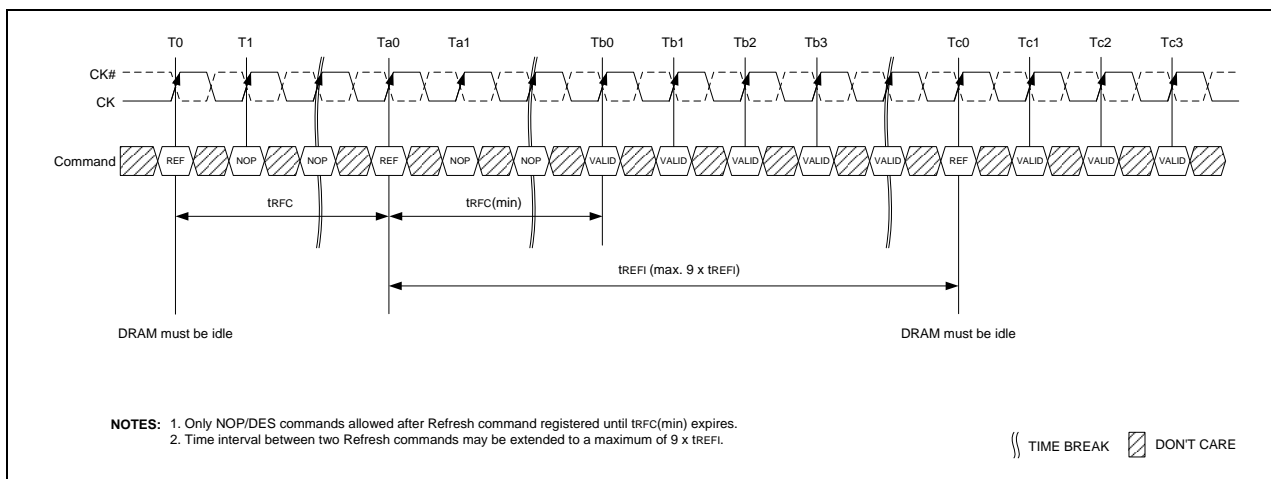 T0 T1 Ta0 Ta1 Tb0 Tb1 Tb2 Tb3 Tc0 Tc1 Tc2 Tc3
CK#
CK
Command REF NOP NOP REF NOP NOP VALID VALID VALID VALID VALID REF VALID VALID VALID
tRFC tRFC(min)
tREFI (max. 9 x tREFI)
DRAM must be idle DRAM must be idle
NOTES: 1. Only NOP/DES commands allowed after Refresh command registered until tRFC(min) expires.
2. Time interval between two Refresh commands may be extended to a maximum of 9 x tREFI.
TIME BREAK DON'T CARE